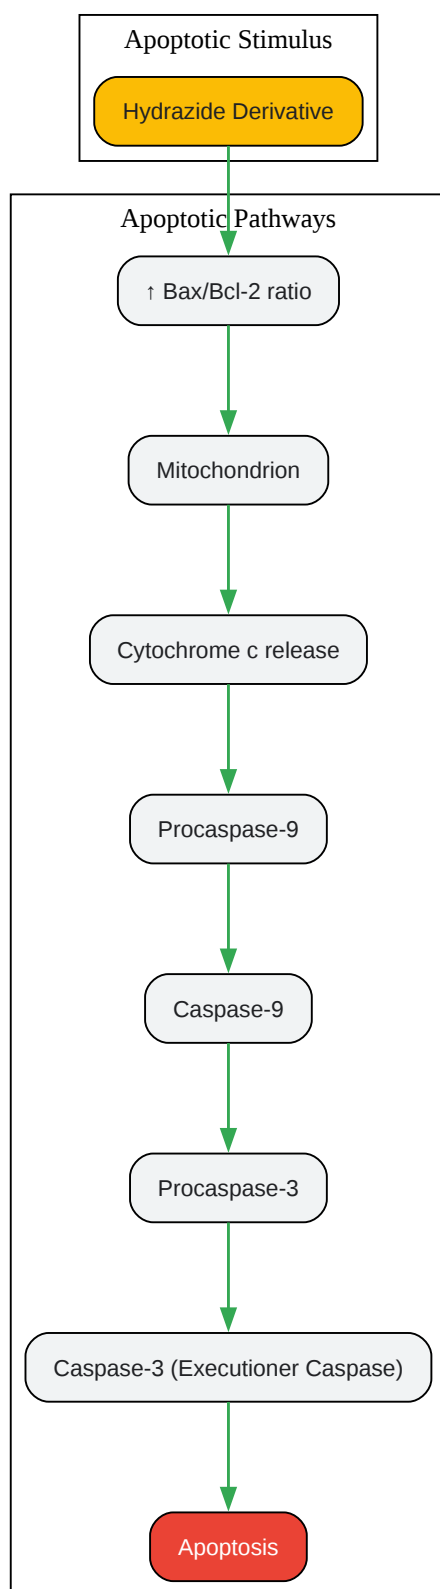 Apoptotic Stimulus
Hydrazide Derivative
Apoptotic Pathways
↑ Bax/Bcl-2 ratio
Mitochondrion
Cytochrome c release
Procaspase-9
Caspase-9
Procaspase-3
Caspase-3 (Executioner Caspase)
Apoptosis